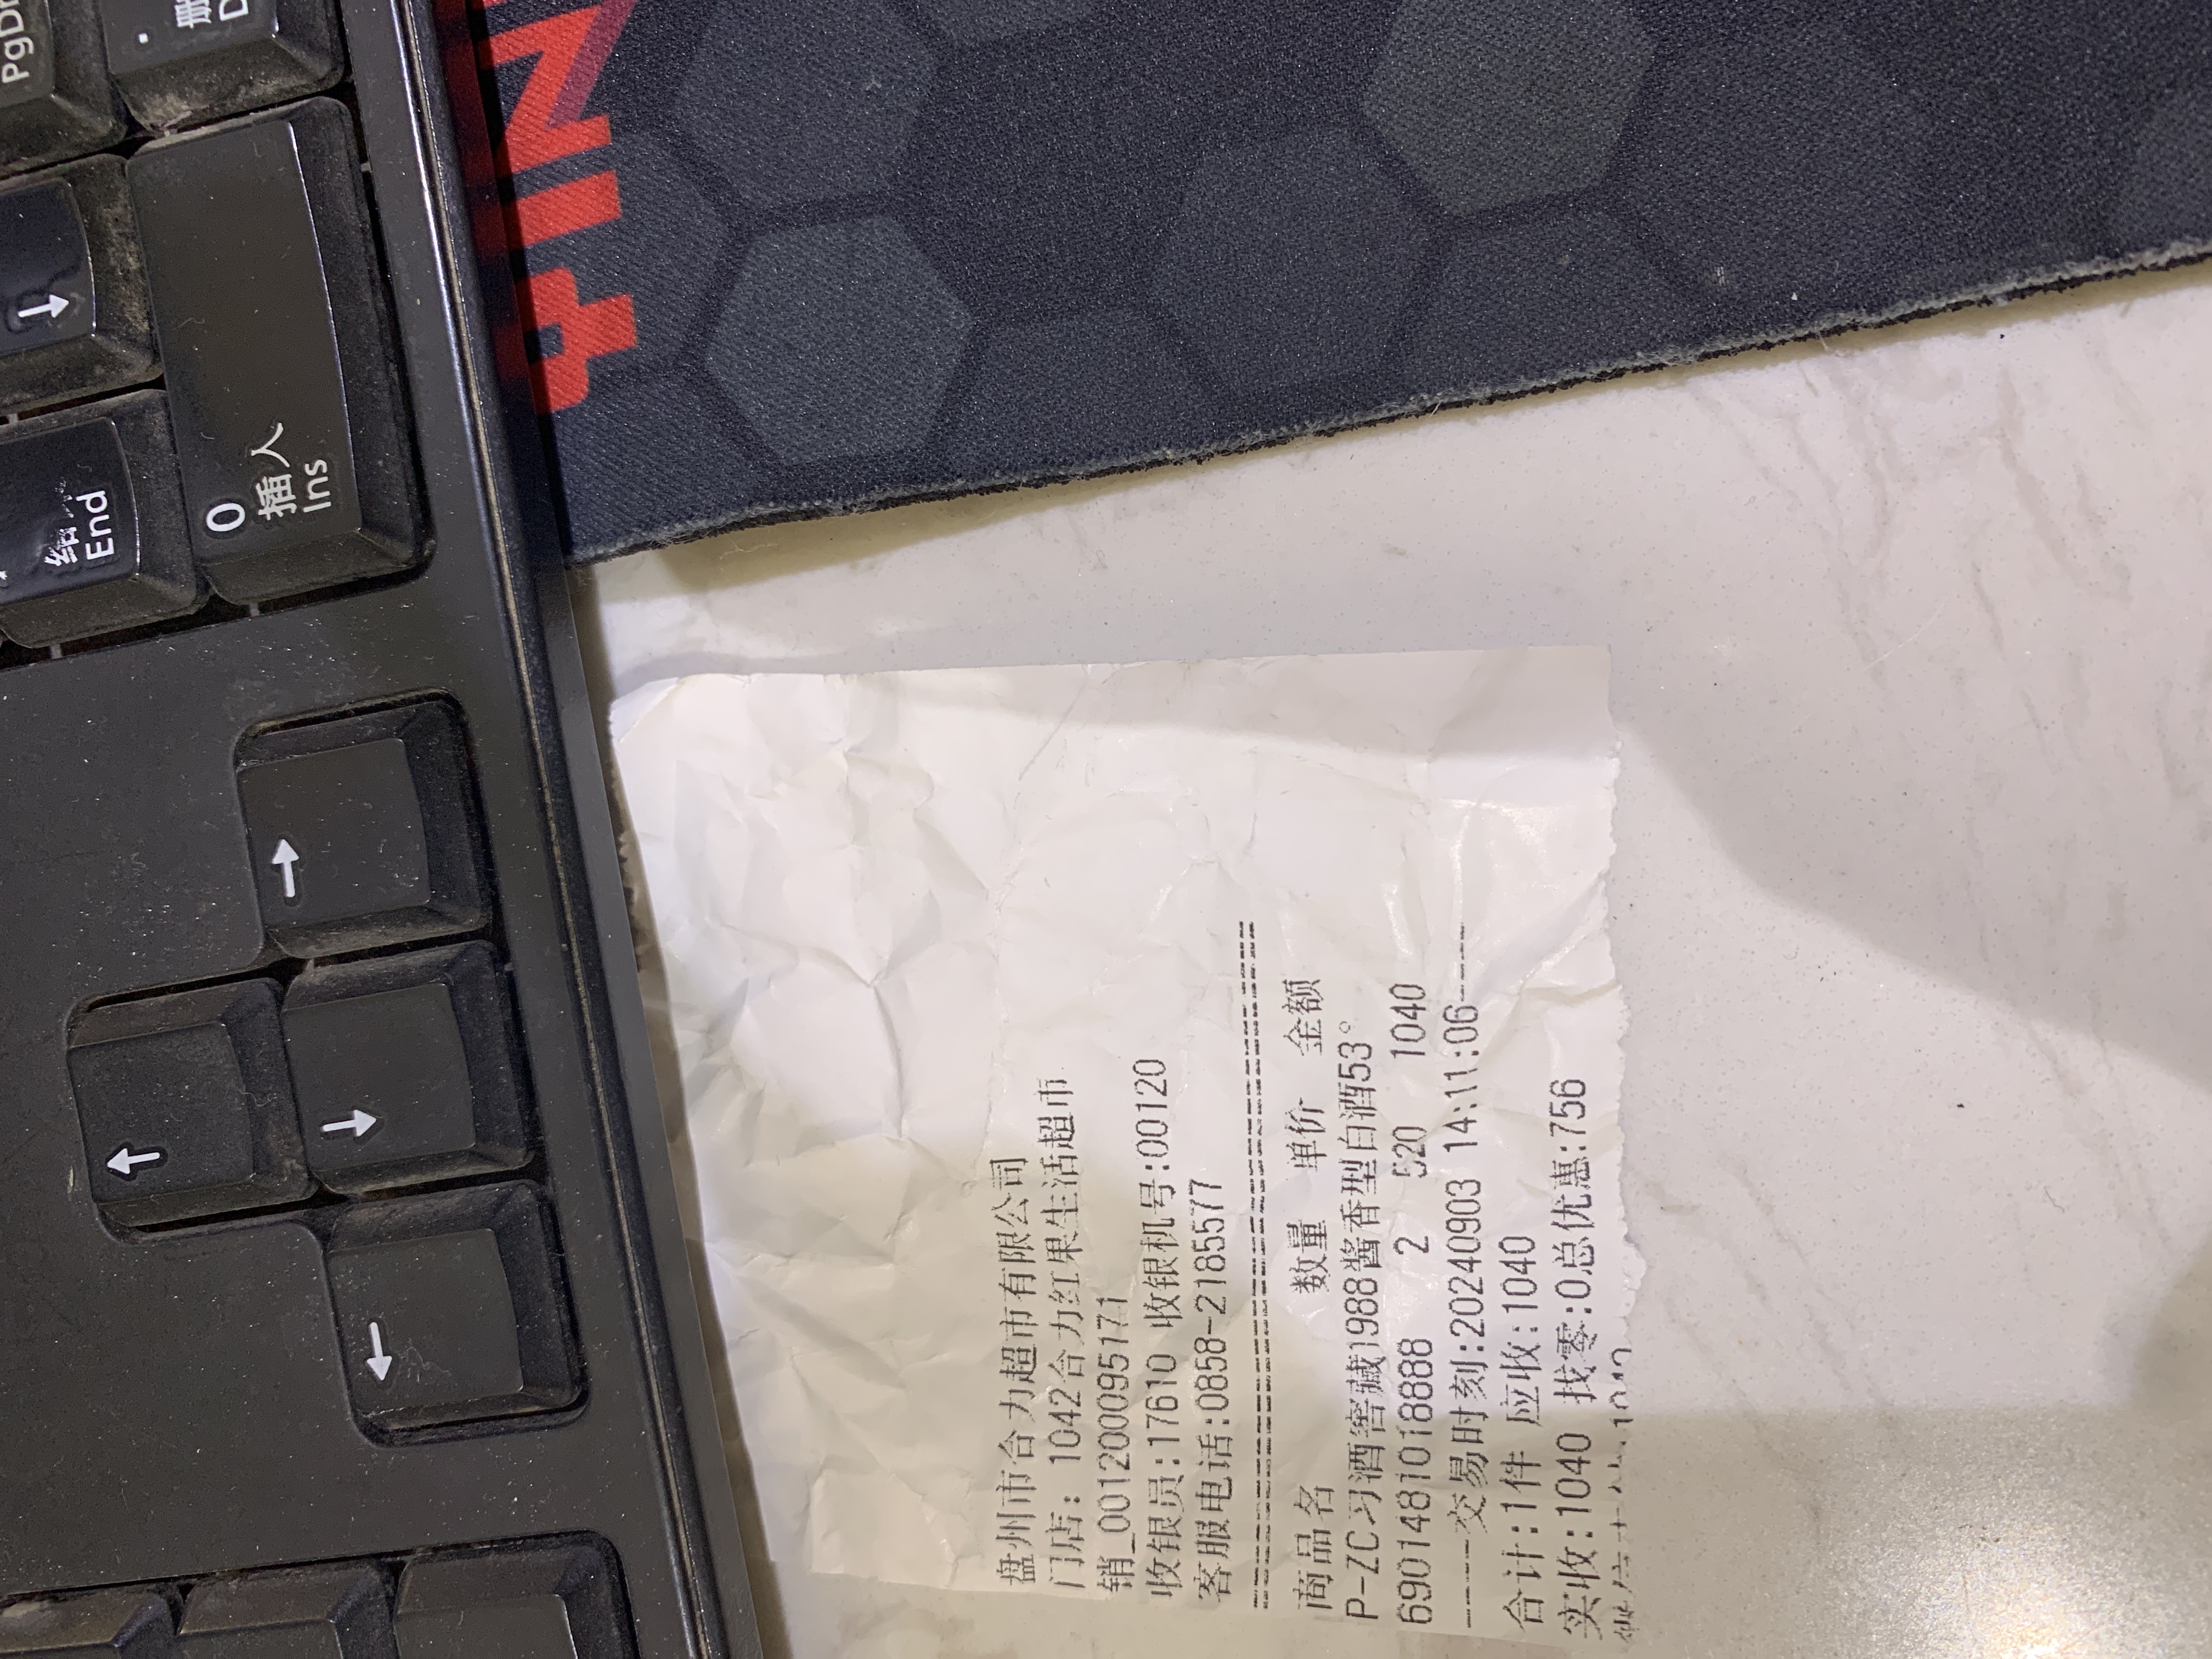 PgDn
删
End
0
插入
Ins
盘州市合力超市有限公司
门店: 1042合力红果生活超市
销_00120009517 1
收银员:17610 收银机号:00120
客服电话:0858-2185577
商品名 数量 单价 金额
P-ZC习酒窖藏1988酱香型白酒53°
6901481018888 2 520 1040
-----交易时刻:20240903 14:11:06-----
合计:1件 应收:1040
实收:1040 找零:0总优惠:756